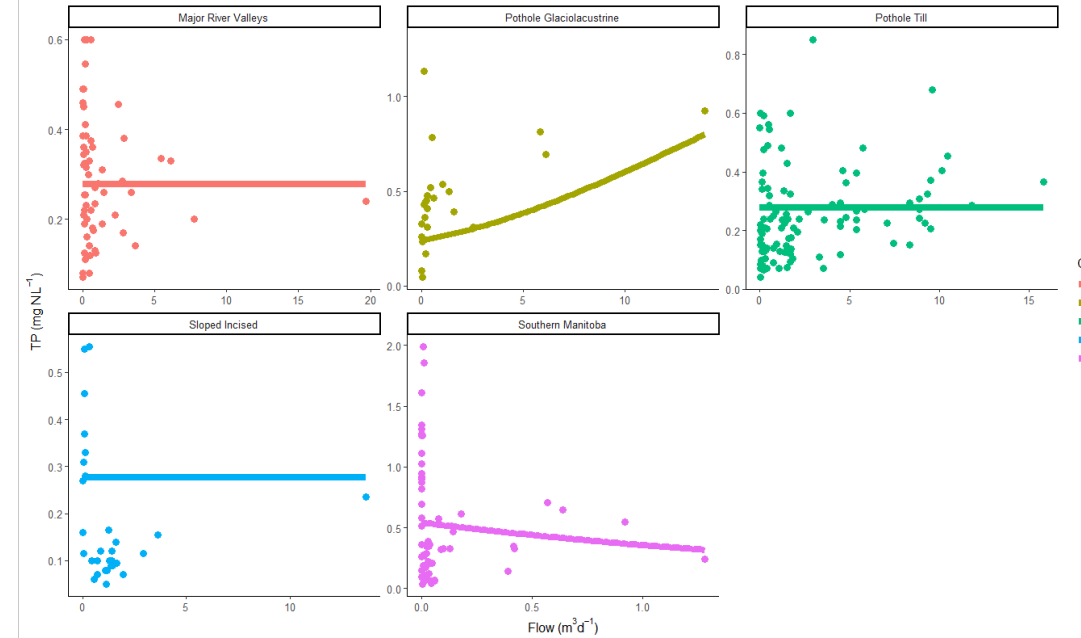 Major River Valleys
Pothole Glaciolacustrine
Pothole Till
0.6
0.4
0.2
0 5 10 15 20
1.0
0.5
0.0
0 5 10
0.8
0.6
0.4
0.2
0.0
0 5 10 15
TP (mg NL⁻¹)
Sloped Incised
Southern Manitoba
0.5
0.4
0.3
0.2
0.1
0 5 10
2.0
1.5
1.0
0.5
0.0
0.0 0.5 1.0
Flow (m³d⁻¹)